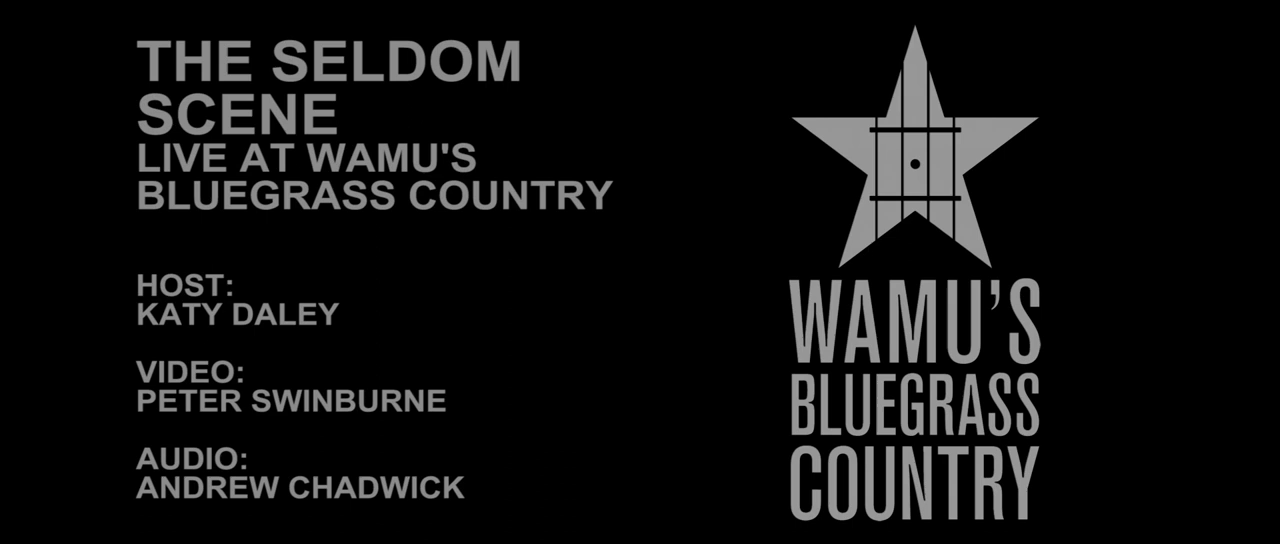 THE SELDOM
SCENE
LIVE AT WAMU'S
BLUEGRASS COUNTRY
HOST:
KATY DALEY
VIDEO:
PETER SWINBURNE
AUDIO:
ANDREW CHADWICK
WAMU'S
BLUEGRASS
COUNTRY